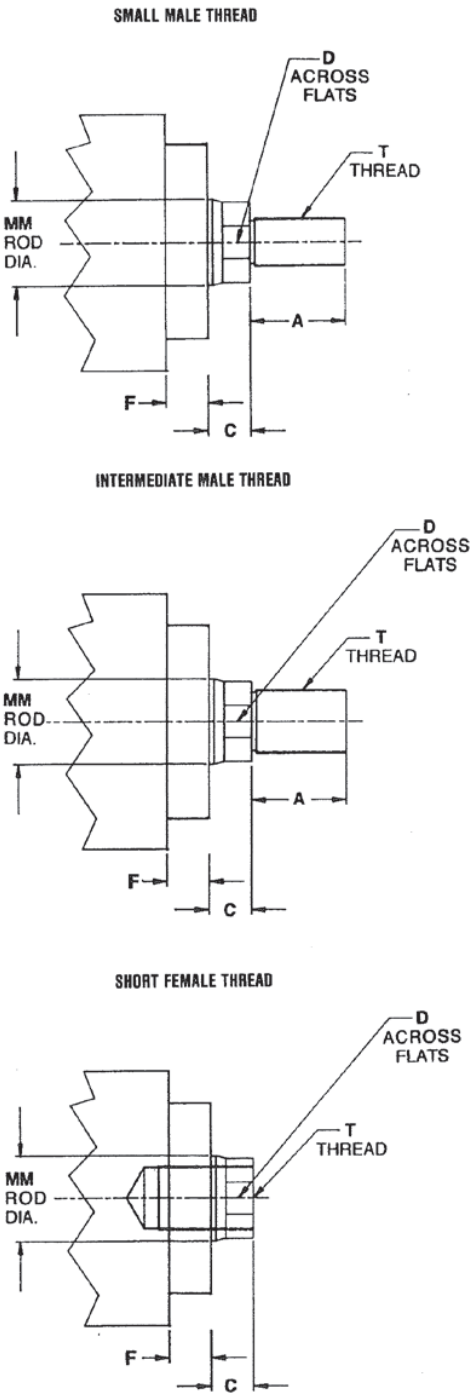 SMALL MALE THREAD
D
ACROSS
FLATS
T
THREAD
MM
ROD
DIA.
A
F
C
INTERMEDIATE MALE THREAD
D
ACROSS
FLATS
T
THREAD
MM
ROD
DIA.
A
F
C
SHORT FEMALE THREAD
D
ACROSS
FLATS
T
THREAD
MM
ROD
DIA.
F
C